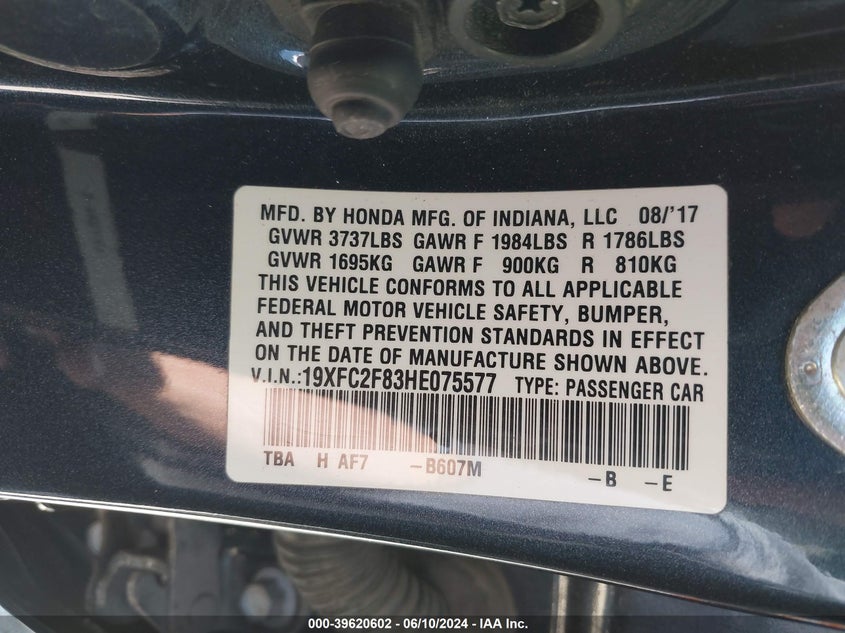 MFD. BY HONDA MFG. OF INDIANA, LLC 08/'17
GVWR 3737LBS GAWR F 1984LBS R 1786LBS
GVWR 1695KG GAWR F 900KG R 810KG
THIS VEHICLE CONFORMS TO ALL APPLICABLE
FEDERAL MOTOR VEHICLE SAFETY, BUMPER,
AND THEFT PREVENTION STANDARDS IN EFFECT
ON THE DATE OF MANUFACTURE SHOWN ABOVE.
V.I.N.:19XFC2F83HE075577 TYPE: PASSENGER CAR
TBA H AF7 -B607M -B -E
000-39620602 - 06/10/2024 - IAA Inc.